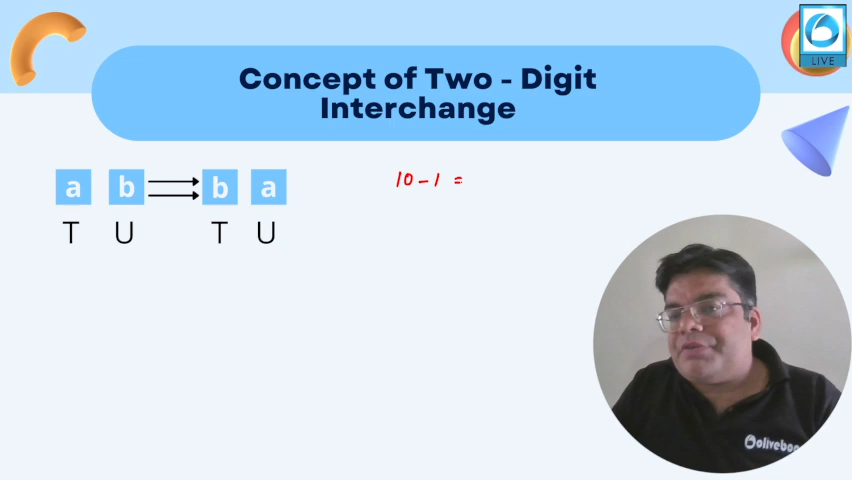 LIVE
Concept of Two - Digit
Interchange
a b b a
T U T U
10 - 1 =